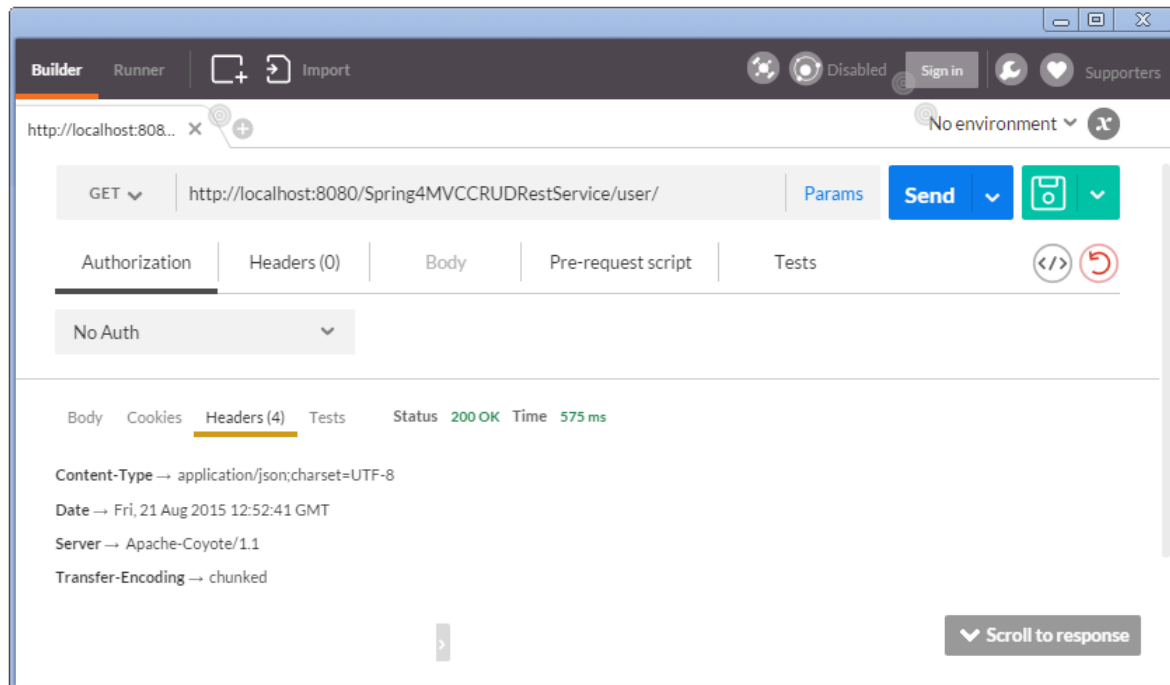 Builder Runner Import Disabled Sign in Supporters
http://localhost:808... No environment
GET http://localhost:8080/Spring4MVCCRUDRestService/user/ Params Send
Authorization Headers (0) Body Pre-request script Tests
No Auth
Body Cookies Headers (4) Tests Status 200 OK Time 575 ms
Content-Type → application/json;charset=UTF-8
Date → Fri, 21 Aug 2015 12:52:41 GMT
Server → Apache-Coyote/1.1
Transfer-Encoding → chunked
Scroll to response